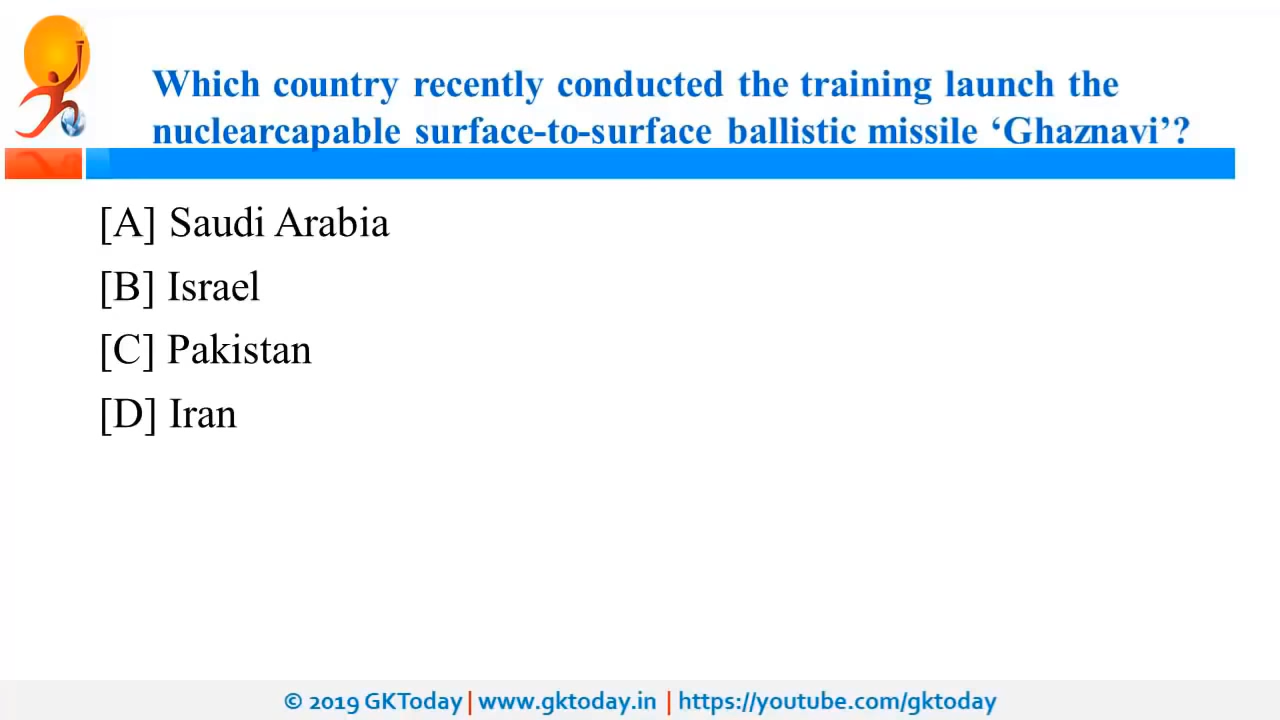 Which country recently conducted the training launch the
nuclearcapable surface-to-surface ballistic missile ‘Ghaznavi’?
[A] Saudi Arabia
[B] Israel
[C] Pakistan
[D] Iran
© 2019 GKToday | www.gktoday.in | https://youtube.com/gktoday